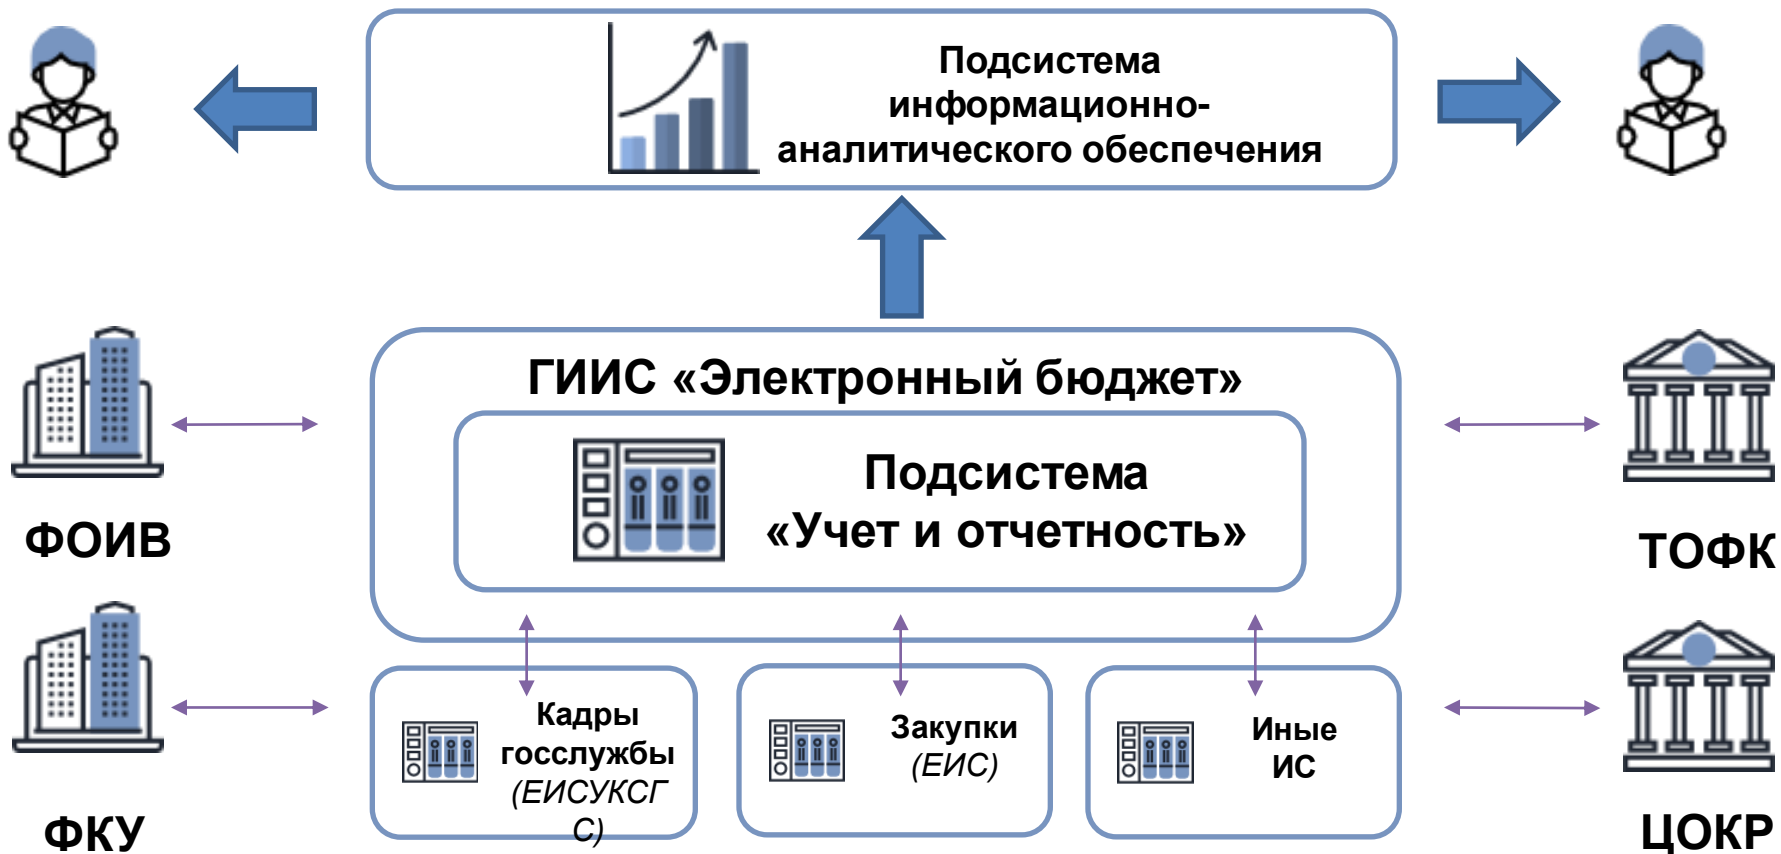 Подсистема
информационно-
аналитического обеспечения
ГИИС «Электронный бюджет»
Подсистема
«Учет и отчетность»
ФОИВ
ТОФК
Кадры
госслужбы
(ЕИСУКСГ
С)
Закупки
(ЕИС)
Иные
ИС
ФКУ
ЦОКР